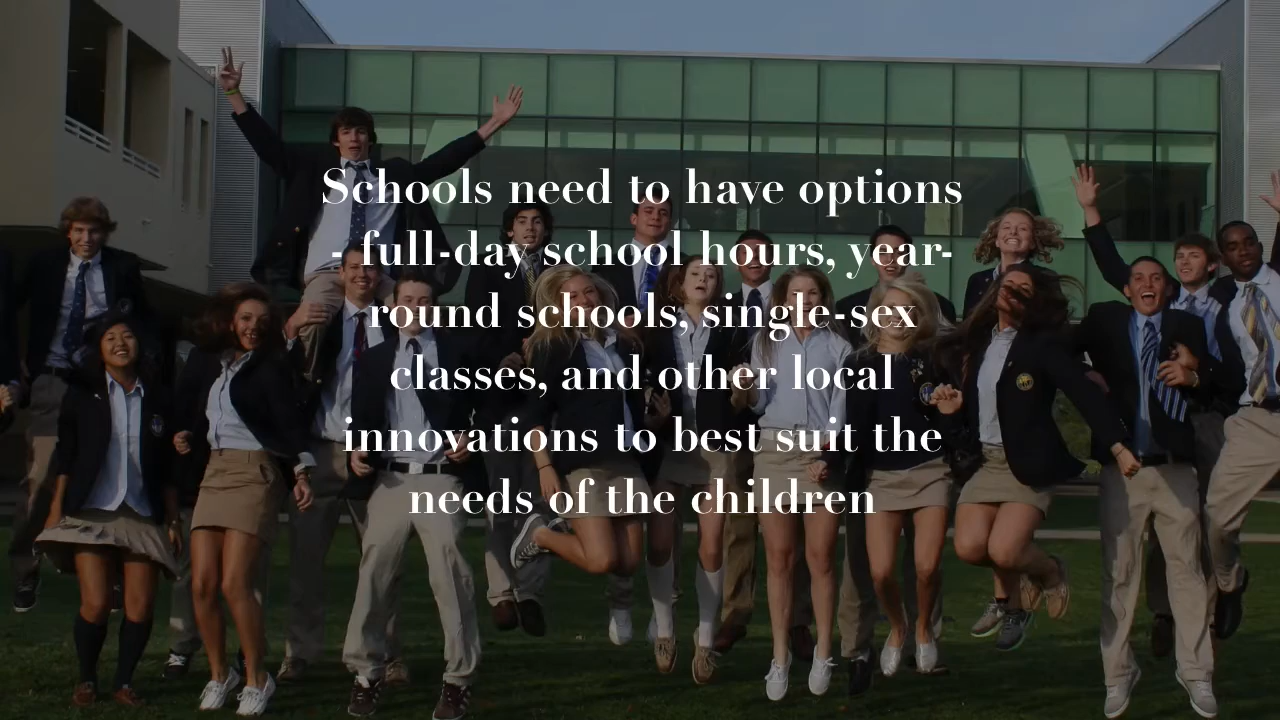 Schools need to have options
- full-day school hours, year-
round schools, single-sex
classes, and other local
innovations to best suit the
needs of the children